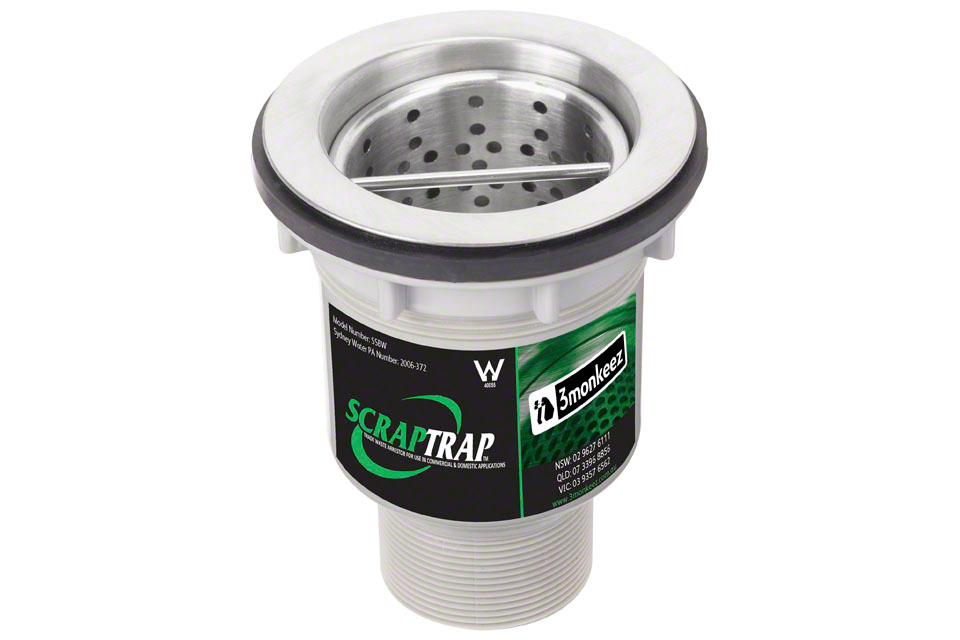 Model Number: SSBW
Sydney Water PA Number: 2006-372
W
40055
SCRAPTRAP™
TRADE WASTE ARRESTOR FOR USE IN COMMERCIAL & DOMESTIC APPLICATIONS
3monkeez
NSW: 02 9627 6111
QLD: 07 3396 8856
VIC: 03 9357 6562
www.3monkeez.com.au